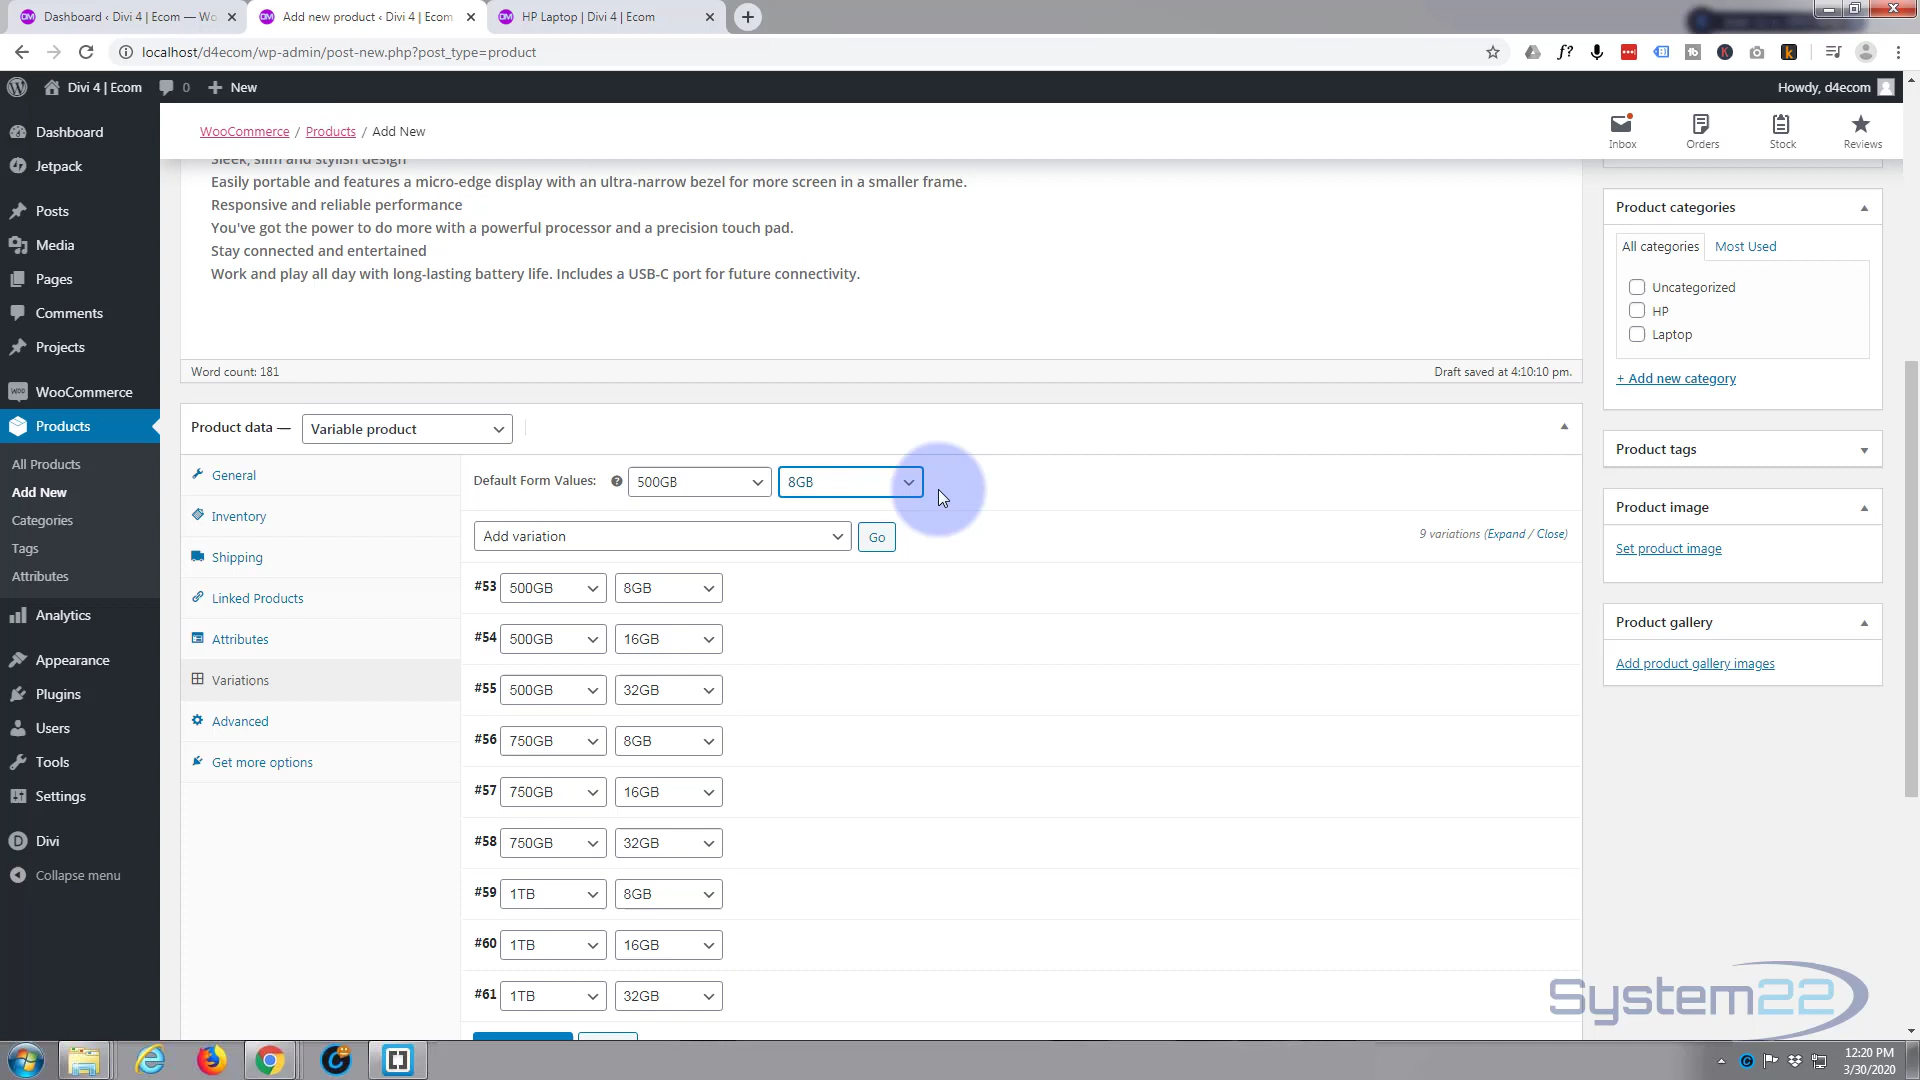 Dashboard ‹ Divi 4 | Ecom — Wo
Add new product ‹ Divi 4 | Ecom
HP Laptop | Divi 4 | Ecom
localhost/d4ecom/wp-admin/post-new.php?post_type=product
Divi 4 | Ecom
0
New
Howdy, d4ecom
WooCommerce / Products / Add New
Inbox
Orders
Stock
Reviews
Dashboard
Jetpack
Posts
Media
Pages
Comments
Projects
WooCommerce
Products
All Products
Add New
Categories
Tags
Attributes
Analytics
Appearance
Plugins
Users
Tools
Settings
Divi
Collapse menu
Sleek, slim and stylish design
Easily portable and features a micro-edge display with an ultra-narrow bezel for more screen in a smaller frame.
Responsive and reliable performance
You've got the power to do more with a powerful processor and a precision touch pad.
Stay connected and entertained
Work and play all day with long-lasting battery life. Includes a USB-C port for future connectivity.
Word count: 181
Draft saved at 4:10:10 pm.
Product data — Variable product
General
Inventory
Shipping
Linked Products
Attributes
Variations
Advanced
Get more options
Default Form Values: 500GB 8GB
Add variation Go
9 variations (Expand / Close)
#53 500GB 8GB
#54 500GB 16GB
#55 500GB 32GB
#56 750GB 8GB
#57 750GB 16GB
#58 750GB 32GB
#59 1TB 8GB
#60 1TB 16GB
#61 1TB 32GB
Product categories
All categories Most Used
Uncategorized
HP
Laptop
+ Add new category
Product tags
Product image
Set product image
Product gallery
Add product gallery images
System22
12:20 PM
3/30/2020